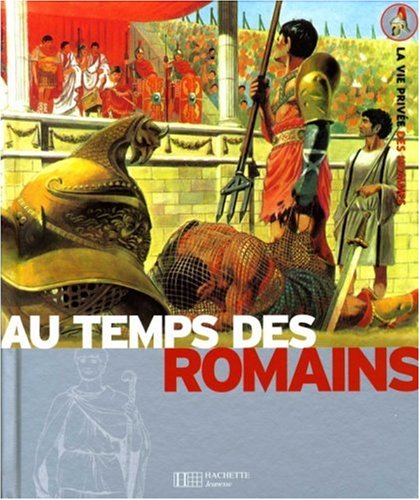 LA VIE PRIVÉE DES HOMMES
AU TEMPS DES
ROMAINS
H HACHETTE
Jeunesse